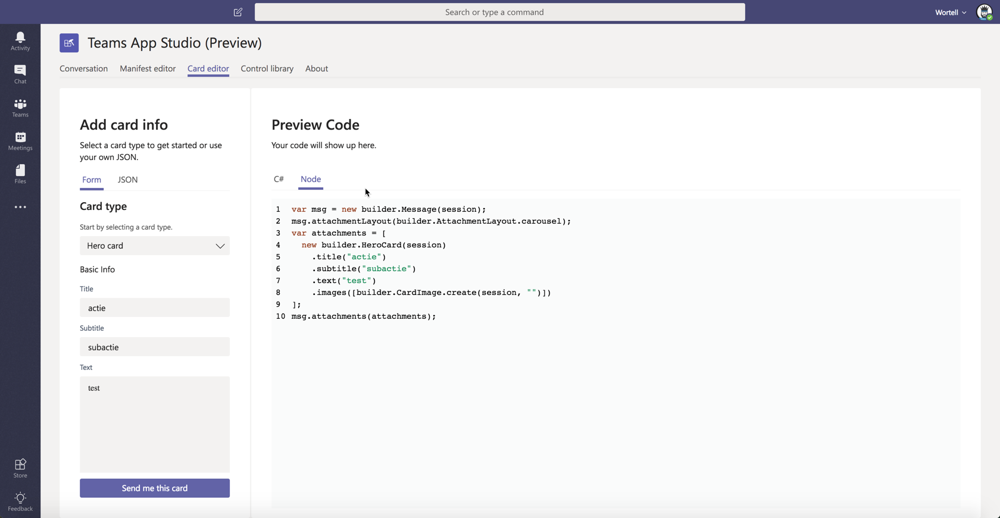 Search or type a command
Wortell
Activity
Chat
Teams
Meetings
Files
Store
Feedback
Teams App Studio (Preview)
Conversation Manifest editor Card editor Control library About
Add card info
Select a card type to get started or use
your own JSON.
Form JSON
Card type
Start by selecting a card type.
Hero card
Basic Info
Title
actie
Subtitle
subactie
Text
test
Send me this card
Preview Code
Your code will show up here.
C# Node
1 var msg = new builder.Message(session);
2 msg.attachmentLayout(builder.AttachmentLayout.carousel);
3 var attachments = [
4 new builder.HeroCard(session)
5 .title("actie")
6 .subtitle("subactie")
7 .text("test")
8 .images([builder.CardImage.create(session, "")])
9 ];
10 msg.attachments(attachments);